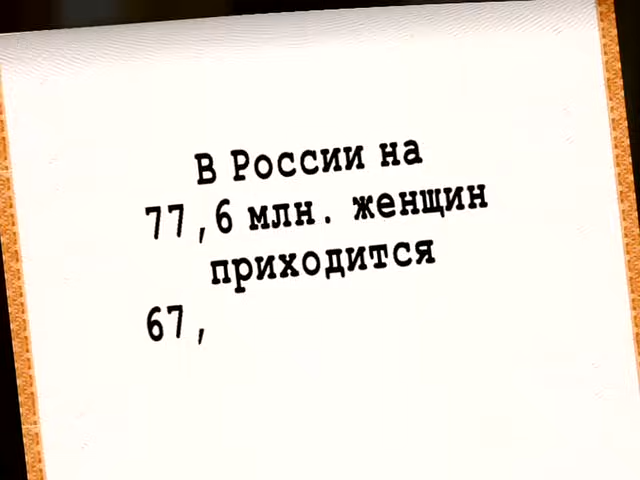 В России на
77,6 млн. женщин
приходится
67,